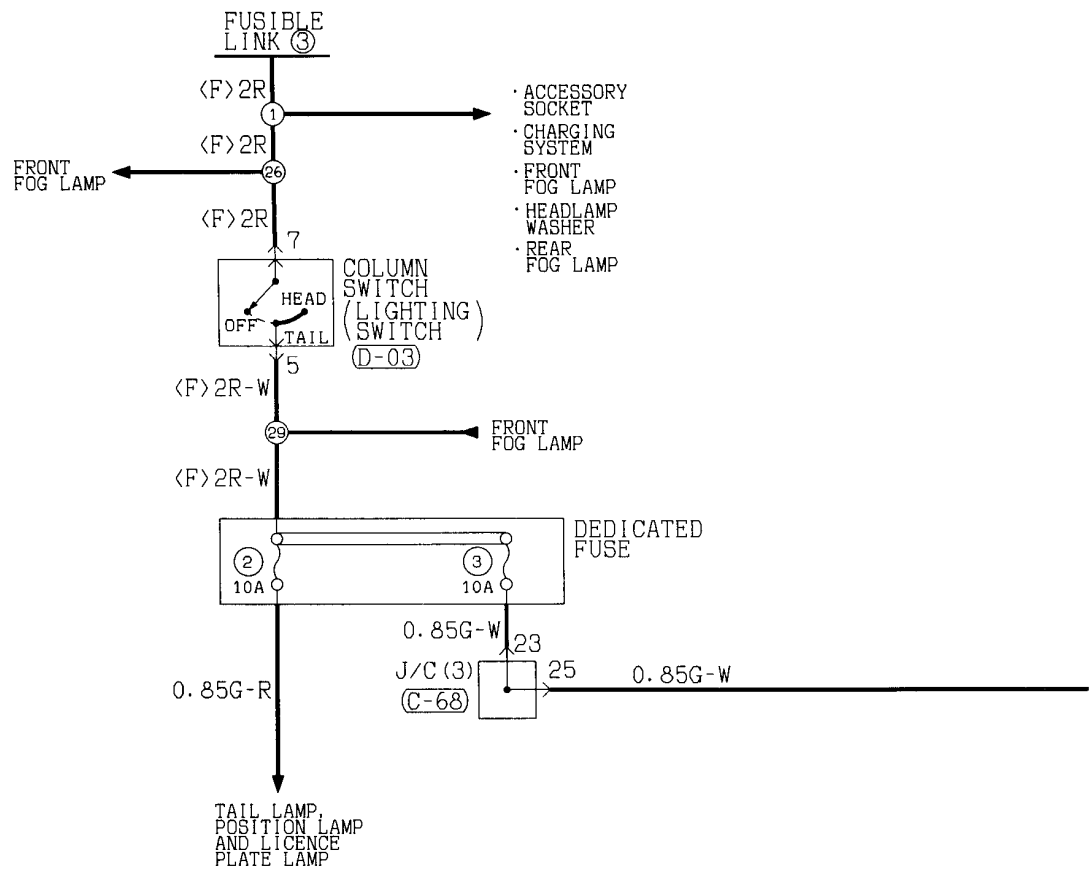 FUSIBLE
LINK ③
⟨F⟩2R
①
· ACCESSORY
SOCKET
· CHARGING
SYSTEM
· FRONT
FOG LAMP
· HEADLAMP
WASHER
· REAR
FOG LAMP
⟨F⟩2R
FRONT
FOG LAMP
㉖
⟨F⟩2R
7
COLUMN
SWITCH
(LIGHTING
SWITCH)
D-03
HEAD
OFF
TAIL
5
⟨F⟩2R-W
㉙
FRONT
FOG LAMP
⟨F⟩2R-W
DEDICATED
FUSE
②
10A
③
10A
0.85G-W
23
J/C(3)
C-68
25
0.85G-W
0.85G-R
TAIL LAMP,
POSITION LAMP
AND LICENCE
PLATE LAMP